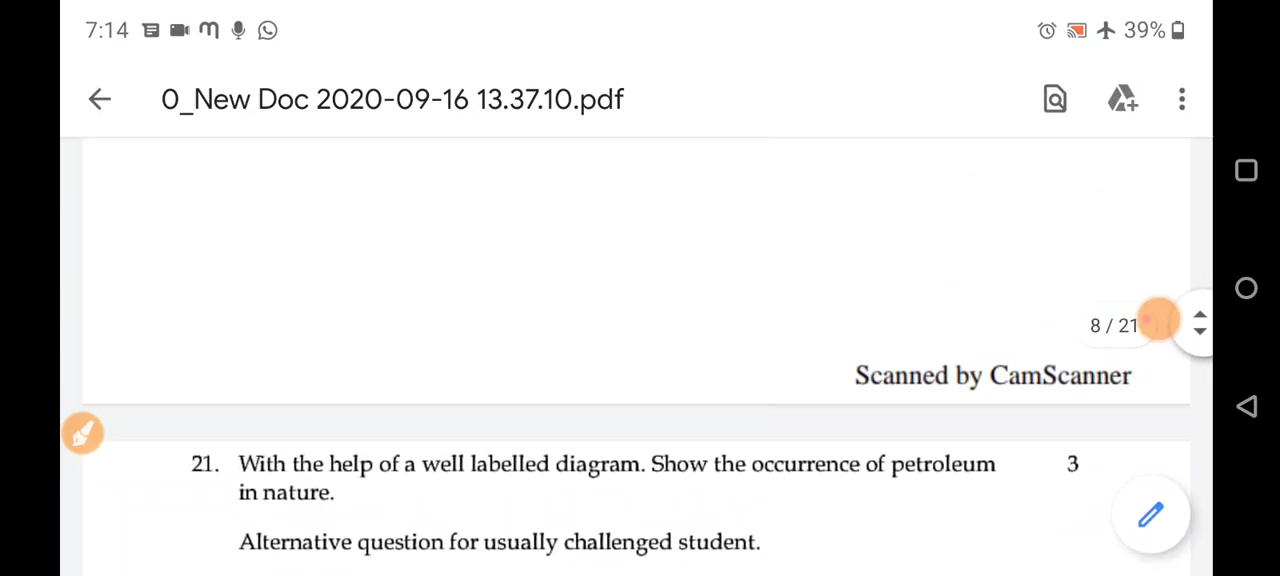 7:14
39%
0_New Doc 2020-09-16 13.37.10.pdf
8 / 21
Scanned by CamScanner
21. With the help of a well labelled diagram. Show the occurrence of petroleum 3
in nature.
Alternative question for usually challenged student.